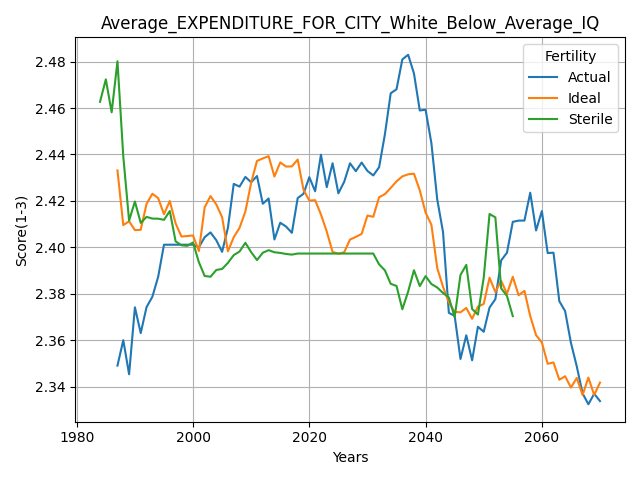 Average_EXPENDITURE_FOR_CITY_White_Below_Average_IQ
Fertility
Actual
Ideal
Sterile
Score(1-3)
2.48
2.46
2.44
2.42
2.40
2.38
2.36
2.34
1980 2000 2020 2040 2060
Years